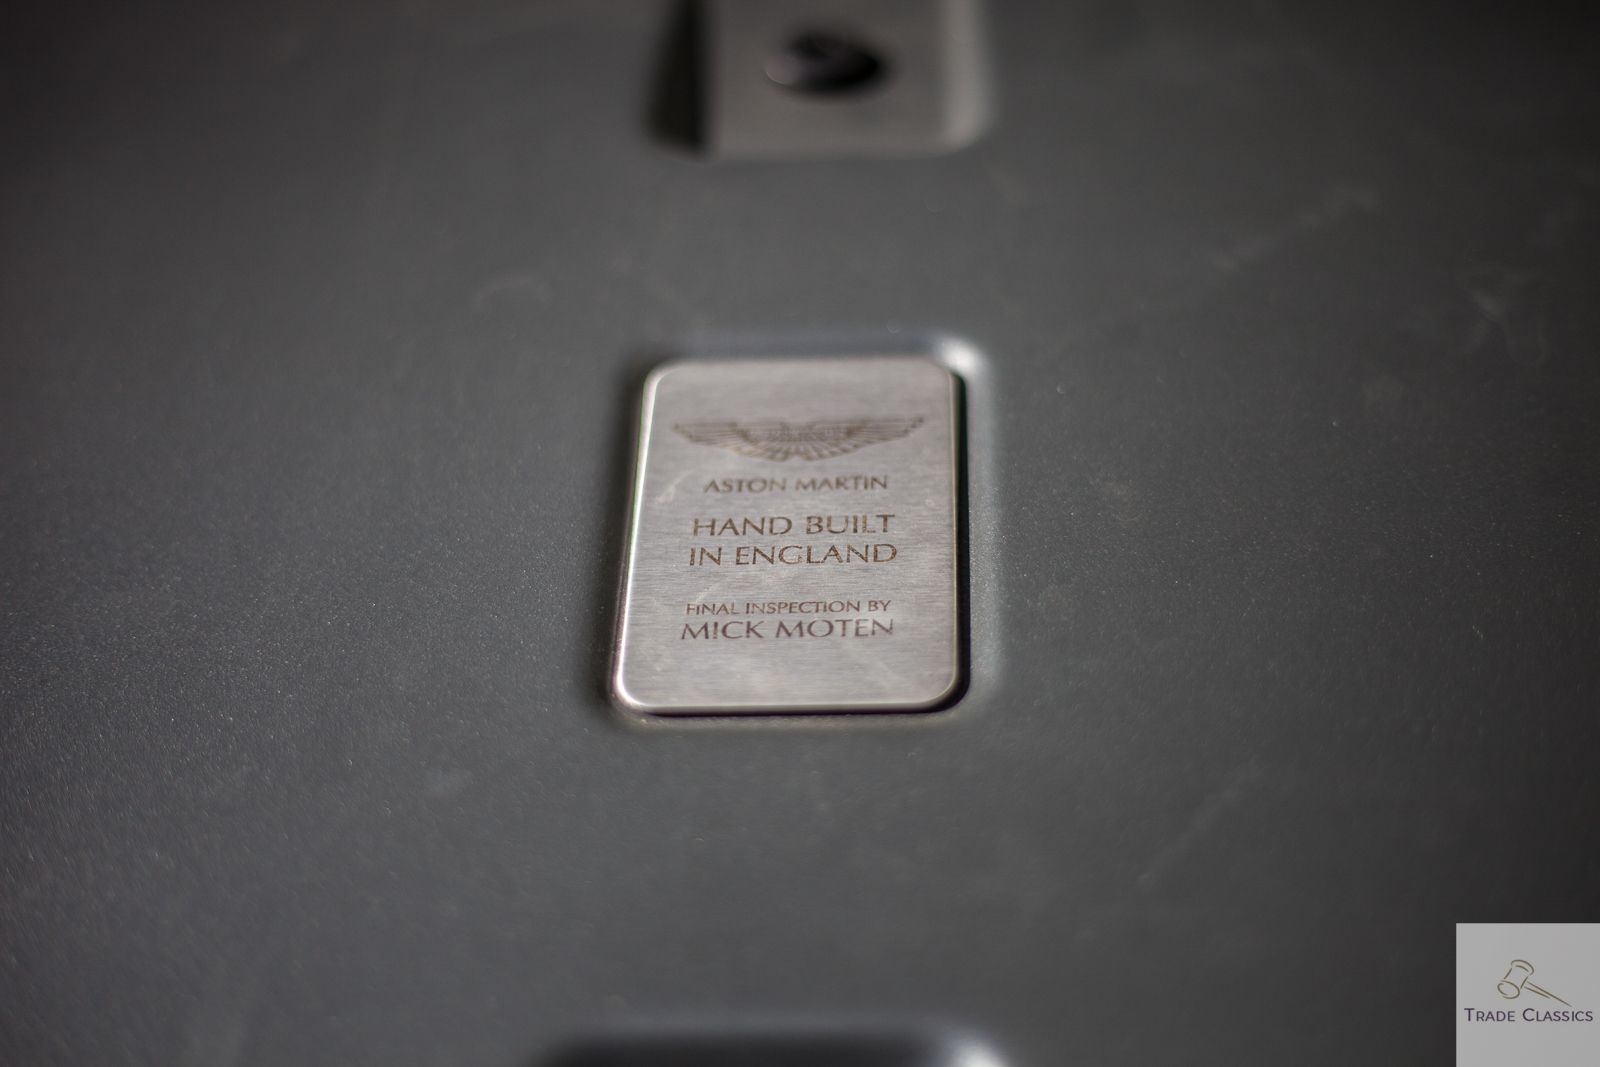 ASTON MARTIN
HAND BUILT
IN ENGLAND
FINAL INSPECTION BY
MICK MOTEN
TRADE CLASSICS